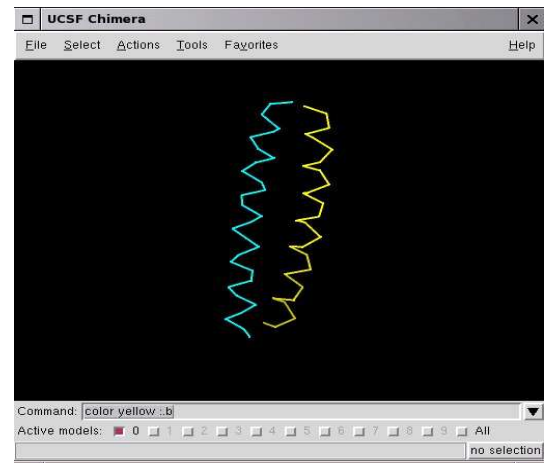 UCSF Chimera
File Select Actions Tools Favorites Help
Command: color yellow :.b
Active models: 0 1 2 3 4 5 6 7 8 9 All
no selection